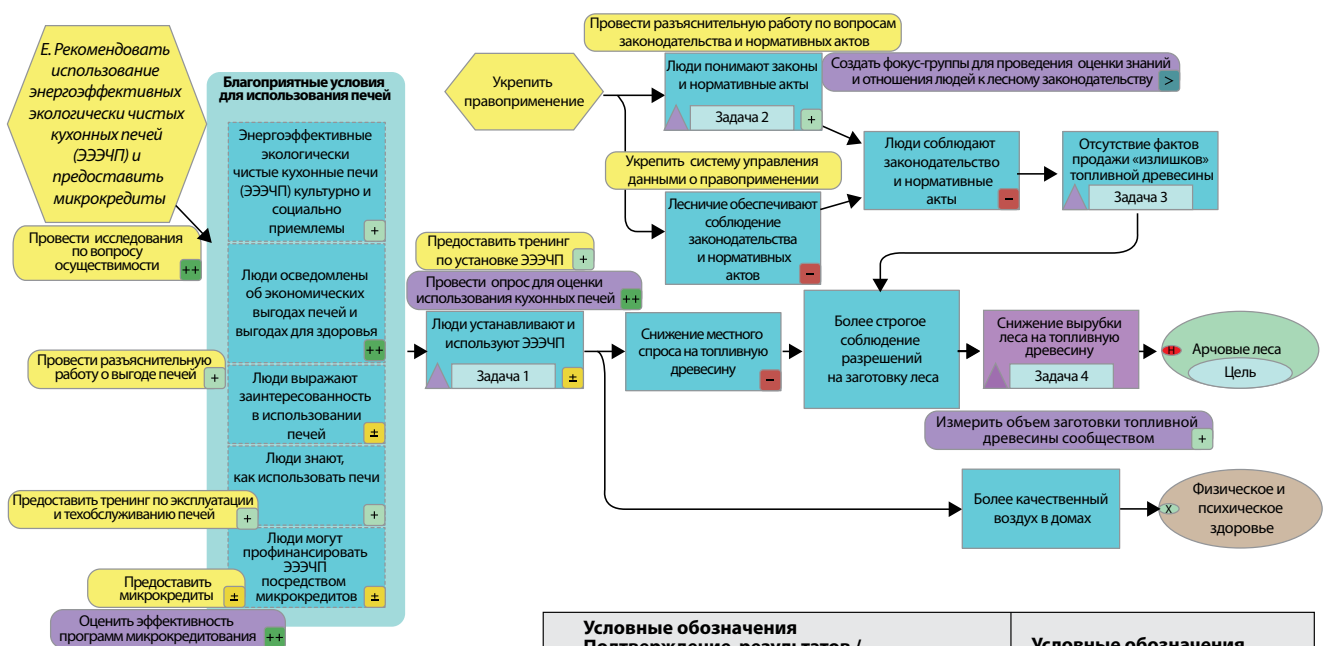 Е. Рекомендовать
использование
энергоэффективных
экологически чистых
кухонных печей
(ЭЭЭЧП) и
предоставить
микрокредиты
Провести исследования
по вопросу
осуществимости
++
Провести разъяснительную
работу о выгоде печей
+
Предоставить тренинг по эксплуатации
и техобслуживанию печей
+
Предоставить
микрокредиты
±
Оценить эффективность
программ микрокредитования
++
Благоприятные условия
для использования печей
Энергоэффективные
экологически
чистые кухонные печи
(ЭЭЭЧП) культурно и
социально
приемлемы
+
Люди осведомлены
об экономических
выгодах печей и
выгодах для здоровья
++
Люди выражают
заинтересованность
в использовании
печей
±
Люди знают,
как использовать печи
+
Люди могут
профинансировать
ЭЭЭЧП
посредством
микрокредитов
±
Предоставить тренинг
по установке ЭЭЭЧП
+
Провести опрос для оценки
использования кухонных печей
++
Люди устанавливают и
используют ЭЭЭЧП
Задача 1
±
Укрепить
правоприменение
Провести разъяснительную работу по вопросам
законодательства и нормативных актов
Люди понимают законы
и нормативные акты
Задача 2
+
Создать фокус-группы для проведения оценки знаний
и отношения людей к лесному законодательству
>
Укрепить систему управления
данными о правоприменении
Лесничие обеспечивают
соблюдение
законодательства
и нормативных
актов
–
Люди соблюдают
законодательство
и нормативные
акты
–
Отсутствие фактов
продажи «излишков»
топливной древесины
Задача 3
Снижение местного
спроса на топливную
древесину
–
Более строгое
соблюдение
разрешений
на заготовку леса
Снижение вырубки
леса на топливную
древесину
Задача 4
Н
Арчовые леса
Цель
Измерить объем заготовки топливной
древесины сообществом
+
Более качественный
воздух в домах
Х
Физическое и
психическое
здоровье
Условные обозначения
Подтверждение результатов /
Условные обозначения